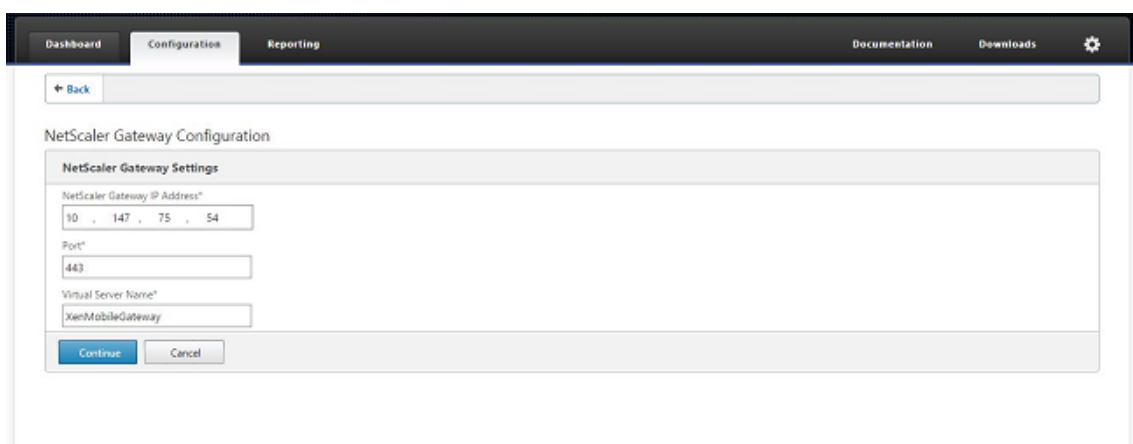 Dashboard Configuration Reporting Documentation Downloads
Back
NetScaler Gateway Configuration
NetScaler Gateway Settings
NetScaler Gateway IP Address*
10 . 147 . 75 . 54
Port*
443
Virtual Server Name*
XenMobileGateway
Continue Cancel